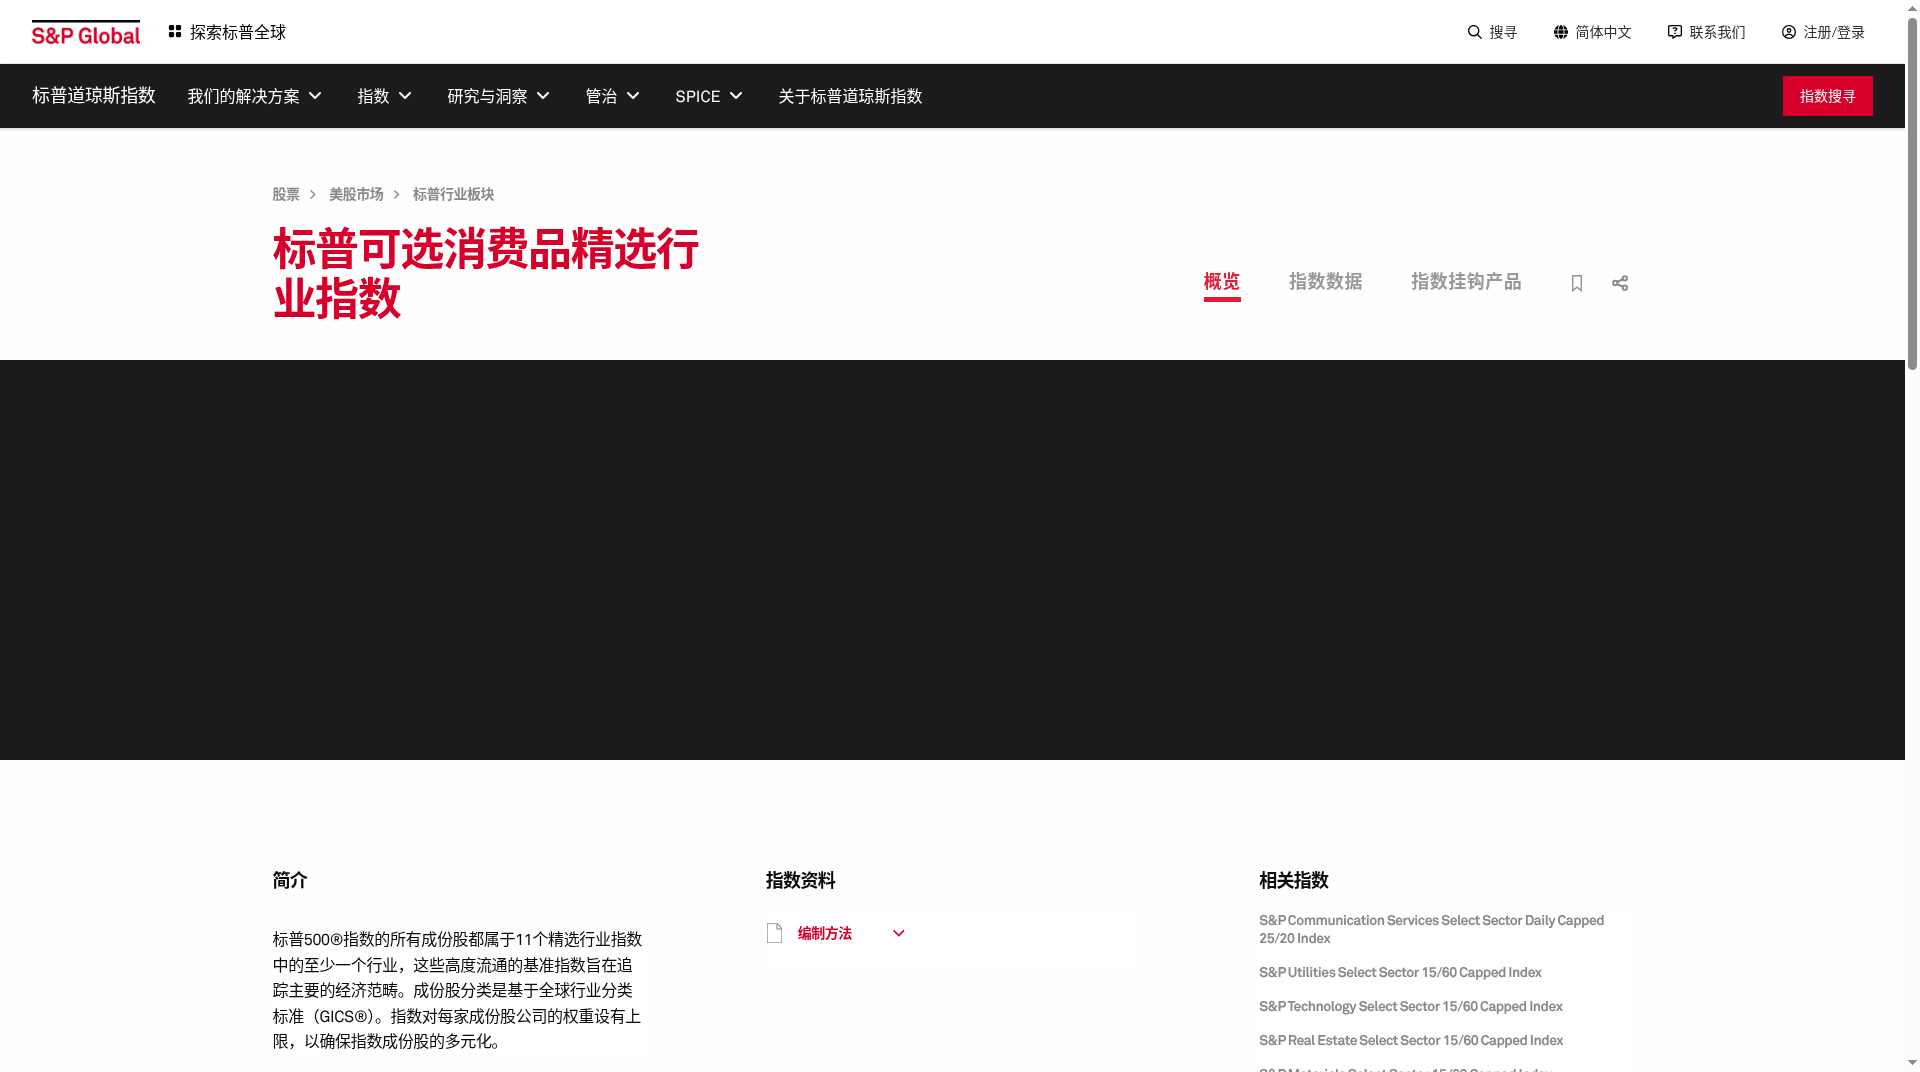 S&P Global
探索标普全球
搜寻
简体中文
联系我们
注册/登录
标普道琼斯指数
我们的解决方案
指数
研究与洞察
管治
SPICE
关于标普道琼斯指数
指数搜寻
股票 > 美股市场 > 标普行业板块
标普可选消费品精选行
业指数
概览
指数数据
指数挂钩产品
简介
标普500®指数的所有成份股都属于11个精选行业指数
中的至少一个行业，这些高度流通的基准指数旨在追
踪主要的经济范畴。成份股分类是基于全球行业分类
标准（GICS®）。指数对每家成份股公司的权重设有上
限，以确保指数成份股的多元化。
指数资料
编制方法
相关指数
S&P Communication Services Select Sector Daily Capped
25/20 Index
S&P Utilities Select Sector 15/60 Capped Index
S&P Technology Select Sector 15/60 Capped Index
S&P Real Estate Select Sector 15/60 Capped Index